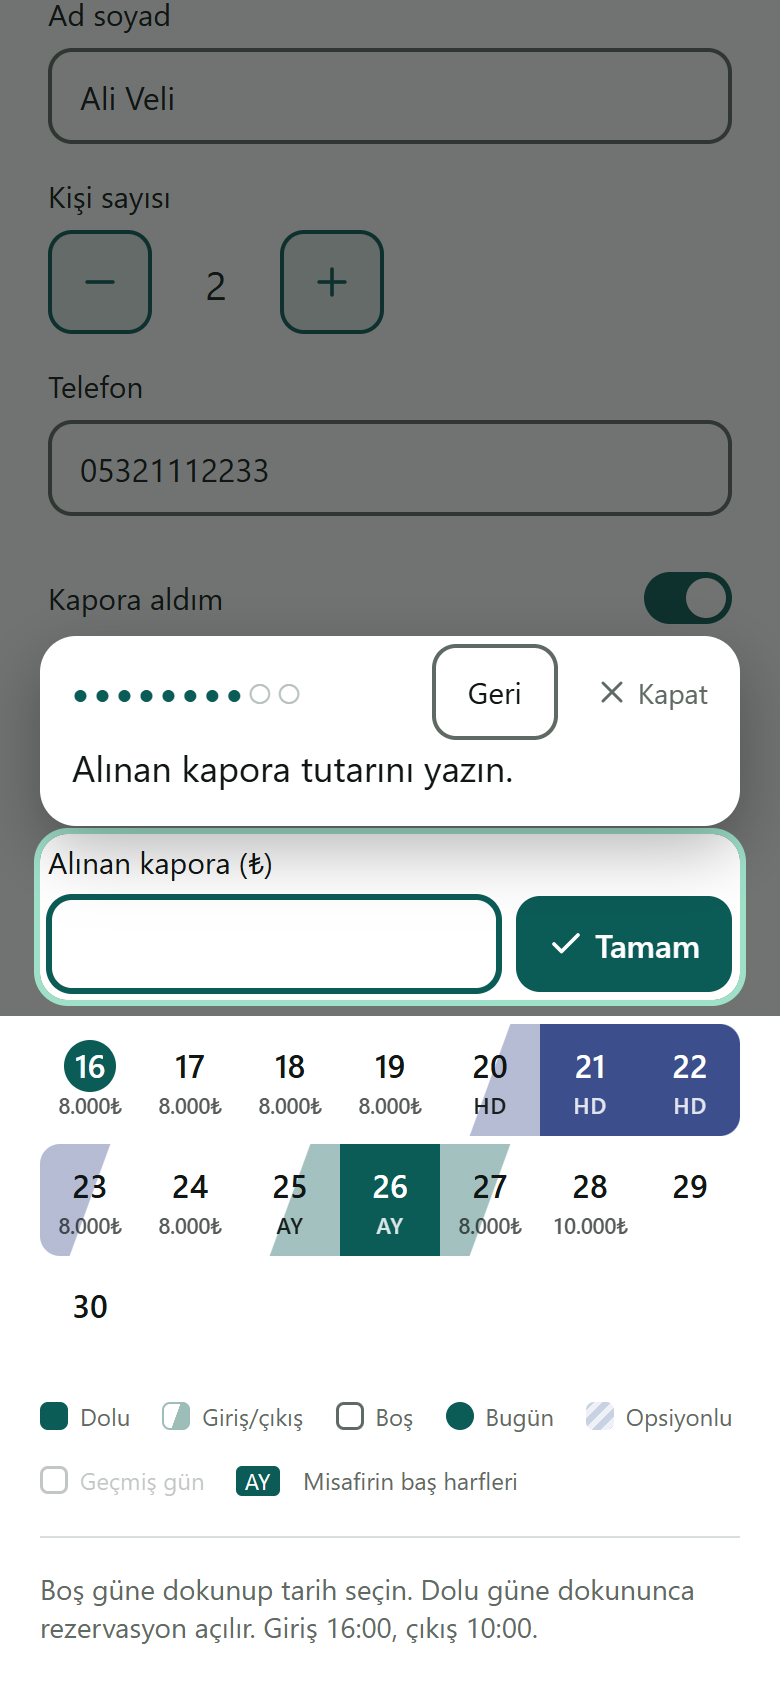 Ad soyad
Ali Veli
Kişi sayısı
2
Telefon
05321112233
Kapora aldım
Geri
Kapat
Alınan kapora tutarını yazın.
Alınan kapora (₺)
Tamam
16 17 18 19 20 21 22
8.000₺ 8.000₺ 8.000₺ 8.000₺ HD HD HD
23 24 25 26 27 28 29
8.000₺ 8.000₺ AY AY 8.000₺ 10.000₺
30
Dolu Giriş/çıkış Boş Bugün Opsiyonlu
Geçmiş gün AY Misafirin baş harfleri
Boş güne dokunup tarih seçin. Dolu güne dokununca
rezervasyon açılır. Giriş 16:00, çıkış 10:00.